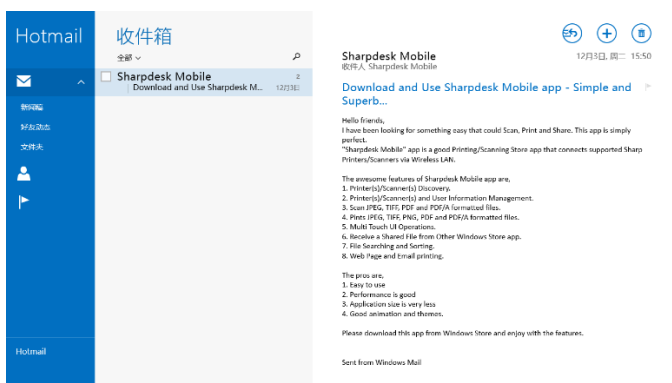 Hotmail
新闻稿
好友动态
文件夹
Hotmail
收件箱
全部
Sharpdesk Mobile
2
Download and Use Sharpdesk M...
12月3日
Sharpdesk Mobile
收件人 Sharpdesk Mobile
12月3日, 周二 15:50
Download and Use Sharpdesk Mobile app - Simple and
Superb...
Hello friends,
I have been looking for something easy that could Scan, Print and Share. This app is simply
perfect.
"Sharpdesk Mobile" app is a good Printing/Scanning Store app that connects supported Sharp
Printers/Scanners via Wireless LAN.
The awesome features of Sharpdesk Mobile app are,
1. Printer(s)/Scanner(s) Discovery.
2. Printer(s)/Scanner(s) and User Information Management.
3. Scan JPEG, TIFF, PDF and PDF/A formatted files.
4. Pints JPEG, TIFF, PNG, PDF and PDF/A formatted files.
5. Multi Touch UI Operations.
6. Receive a Shared File from Other Windows Store app.
7. File Searching and Sorting.
8. Web Page and Email printing.
The pros are,
1. Easy to use
2. Performance is good
3. Application size is very less
4. Good animation and themes.
Please download this app from Windows Store and enjoy with the features.
Sent from Windows Mail